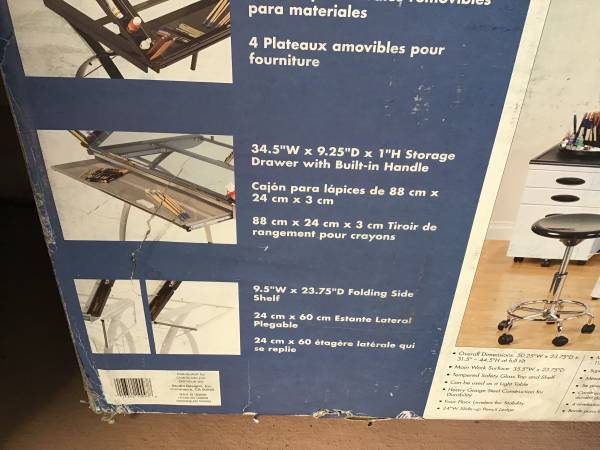 para materiales
4 Plateaux amovibles pour
fourniture
34.5"W x 9.25"D x 1"H Storage
Drawer with Built-in Handle
Cajón para lápices de 88 cm x
24 cm x 3 cm
88 cm x 24 cm x 3 cm Tiroir de
rangement pour crayons
9.5"W x 23.75"D Folding Side
Shelf
24 cm x 60 cm Estante Lateral
Plegable
24 cm x 60 étagère latérale qui
se replie
• Overall Dimensions: 50.25"W x 23.75"D x
31.5" - 44.5"H at full tilt
• Main Work Surface: 35.5"W x 23.75"D
• Tempered Safety Glass Top and Shelf
• Can be used as a Light Table
• Heavy Gauge Steel Construction for
Durability
• Four Floor Levelers for Stability
• 24"W Slide-up Pencil Ledge